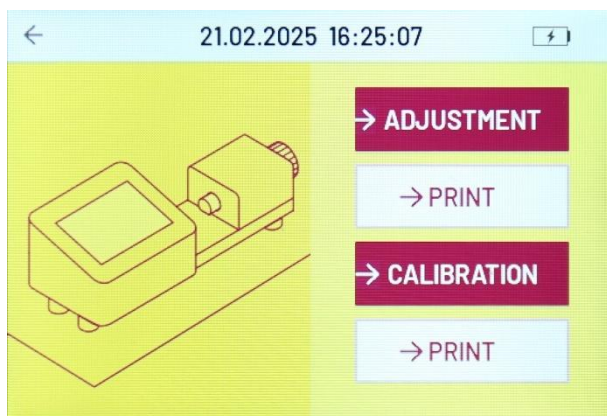 21.02.2025 16:25:07
ADJUSTMENT
PRINT
CALIBRATION
PRINT